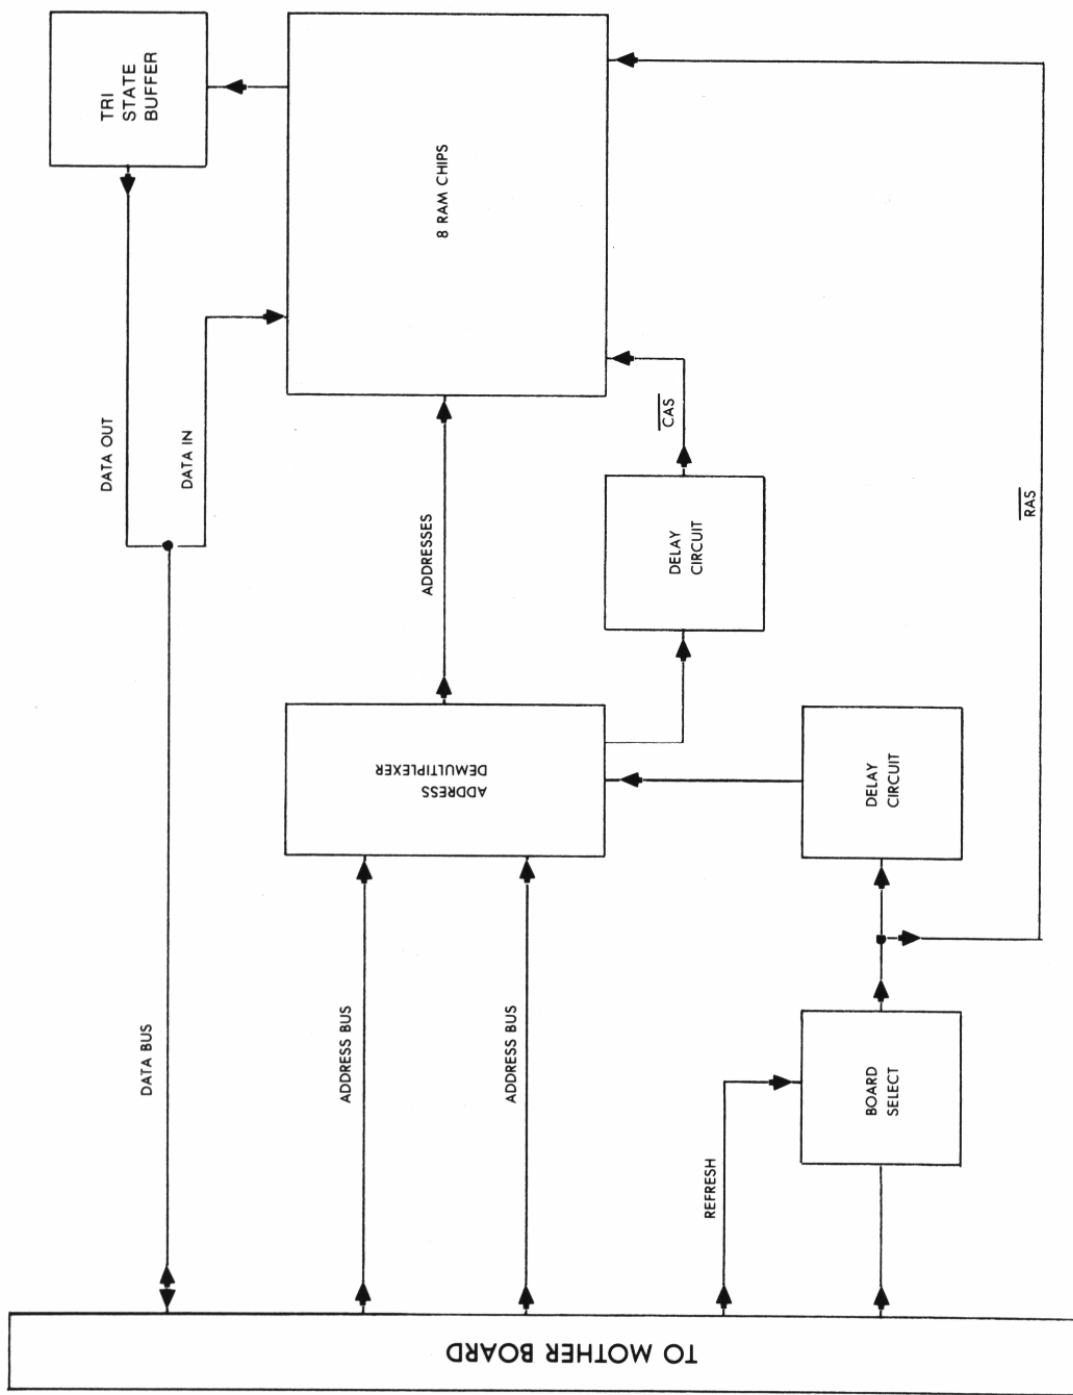 TRI
STATE
BUFFER
8 RAM CHIPS
DATA OUT
DATA IN
ADDRESSES
CAS
DELAY
CIRCUIT
RAS
ADDRESS
DEMULTIPLEXER
DELAY
CIRCUIT
DATA BUS
ADDRESS BUS
ADDRESS BUS
REFRESH
BOARD
SELECT
TO MOTHER BOARD